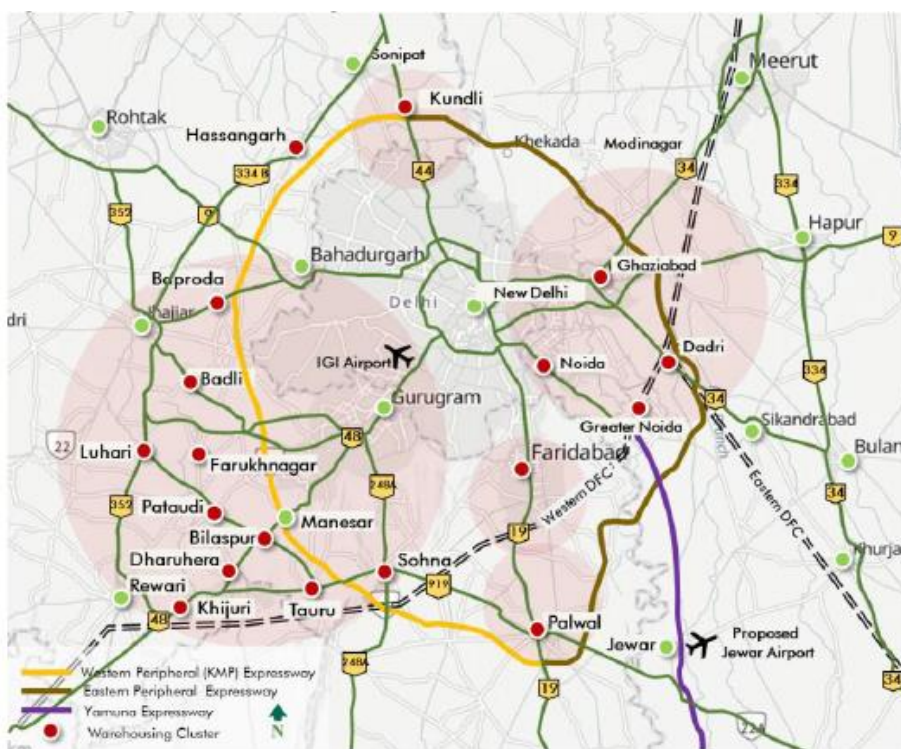 Sonipat
Meerut
Kundli
Rohtak
Hassangarh
Khekada
Modinagar
334 B
44
34
334
352
9
Hapur
9
Bahadurgarh
Ghaziabad
Baproda
New Delhi
Delhi
Jhajjar
IGI Airport
Noida
Dadri
Badli
334
Gurugram
34
Greater Noida
Sikandrabad
22
48
Luhari
Farukhnagar
Faridabad
Bulan
248A
Western DFC
Eastern DFC
352
Pataudi
34
Manesar
19
Bilaspur
Dharuhera
Sohna
Khurja
Rewari
919
48
Khijuri
Tauru
Palwal
Jewar
Proposed
Jewar Airport
248A
19
34
22A
Western Peripheral (KMP) Expressway
Eastern Peripheral Expressway
Yamuna Expressway
Warehousing Cluster
N